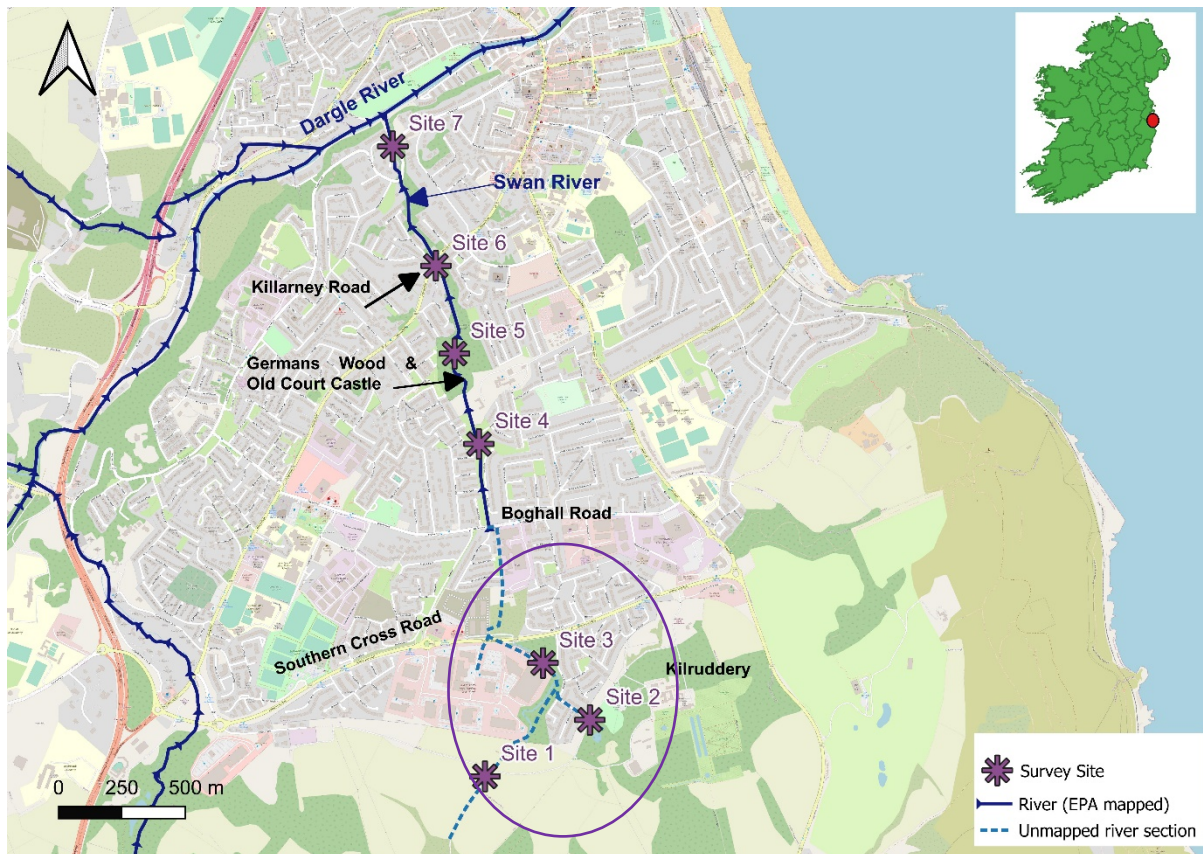 Dargle River
Site 7
Swan River
Site 6
Killarney Road
Site 5
Germans Wood &
Old Court Castle
Site 4
Boghall Road
Southern Cross Road
Site 3
Kilruddery
Site 2
Site 1
0 250 500 m
Survey Site
River (EPA mapped)
Unmapped river section